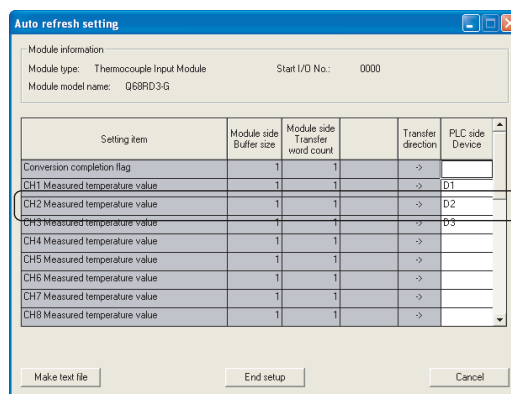 Auto refresh setting
Module information
Module type: Thermocouple Input Module Start I/O No.: 0000
Module model name: Q68RD3-G
Setting item Module side Buffer size Module side Transfer word count Transfer direction PLC side Device
Conversion completion flag 1 1 ->
CH1 Measured temperature value 1 1 -> D1
CH2 Measured temperature value 1 1 -> D2
CH3 Measured temperature value 1 1 -> D3
CH4 Measured temperature value 1 1 ->
CH5 Measured temperature value 1 1 ->
CH6 Measured temperature value 1 1 ->
CH7 Measured temperature value 1 1 ->
CH8 Measured temperature value 1 1 ->
Make text file End setup Cancel